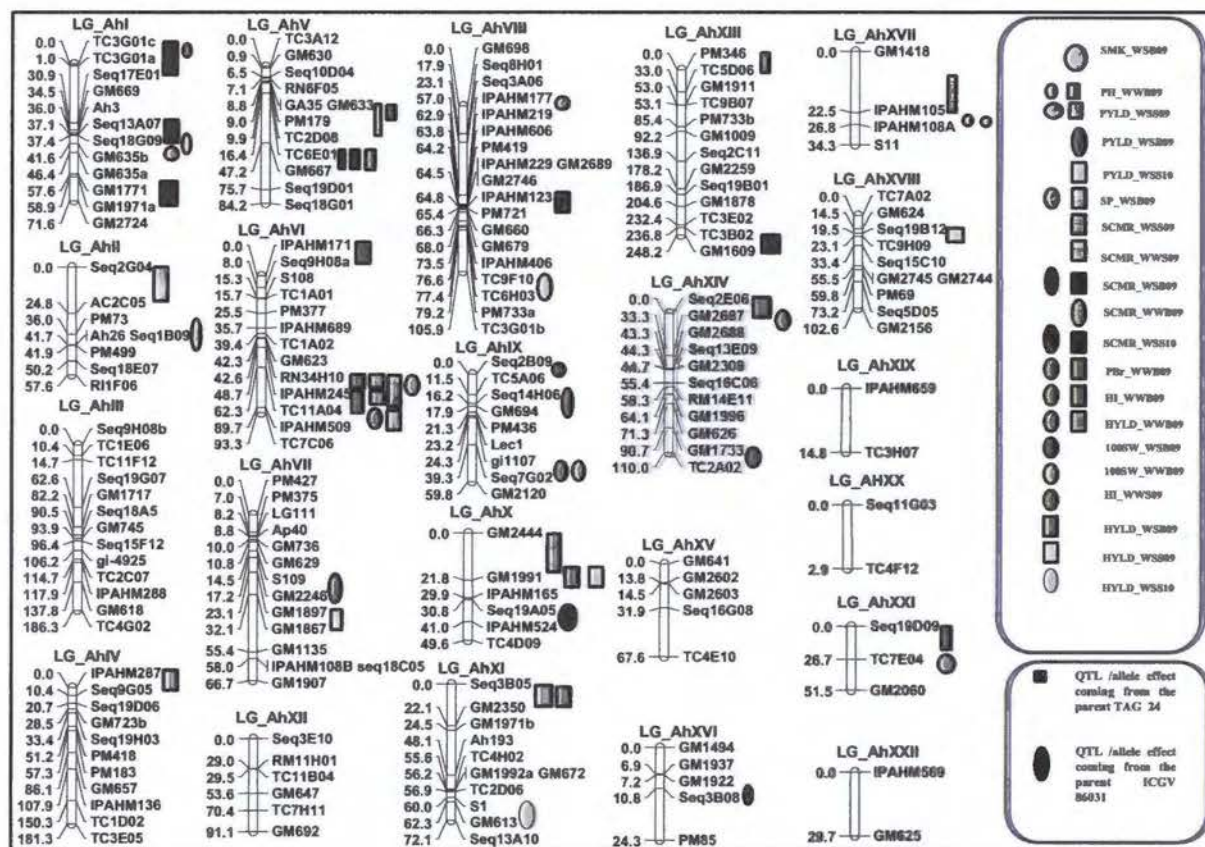 LG_AhI
0.0 TC3G01c
1.0 TC3G01a
30.9 Seq17E01
34.5 GM669
36.0 Ah3
37.1 Seq13A07
37.4 Seq18G09
41.6 GM635b
46.4 GM635a
57.6 GM1771
58.9 GM1971a
71.6 GM2724
LG_AhII
0.0 Seq2G04
24.8 AC2C05
36.0 PM73
41.7 Ah26 Seq1B09
41.9 PM499
50.2 Seq18E07
57.6 RI1F06
LG_AhIII
0.0 Seq9H08b
10.4 TC1E06
14.7 TC11F12
62.6 Seq19G07
82.2 GM1717
90.5 Seq18A5
93.9 GM745
96.4 Seq15F12
106.2 gi-4925
114.7 TC2C07
117.9 IPAHM288
137.8 GM618
186.3 TC4G02
LG_AhIV
0.0 IPAHM287
10.4 Seq9G05
20.7 Seq19D06
28.5 GM723b
33.4 Seq19H03
51.2 PM418
57.3 PM183
86.1 GM657
107.9 IPAHM136
150.3 TC1D02
181.3 TC3E05
LG_AhV
0.0 TC3A12
0.9 GM630
6.5 Seq10D04
7.1 RN6F05
8.8 GA35 GM633
9.0 PM179
9.9 TC2D08
16.4 TC6E01
47.2 GM667
75.7 Seq19D01
84.2 Seq18G01
LG_AhVI
0.0 IPAHM171
8.0 Seq9H08a
15.3 S108
15.7 TC1A01
25.5 PM377
35.7 IPAHM689
39.4 TC1A02
42.3 GM623
42.6 RN34H10
48.7 IPAHM245
62.3 TC11A04
89.7 IPAHM509
93.3 TC7C06
LG_AhVII
0.0 PM427
7.0 PM375
8.2 LG111
8.8 Ap40
10.0 GM736
10.8 GM629
14.5 S109
17.2 GM2246
23.1 GM1897
32.1 GM1867
55.4 GM1135
58.0 IPAHM108B seq18C05
66.7 GM1907
LG_AhXII
0.0 Seq3E10
29.0 RM11H01
29.5 TC11B04
53.6 GM647
70.4 TC7H11
91.1 GM692
LG_AhVIII
0.0 GM698
17.9 Seq8H01
23.1 Seq3A06
57.0 IPAHM177
62.9 IPAHM219
63.8 IPAHM606
64.2 PM419
64.5 IPAHM229 GM2689
GM2746
64.8 IPAHM123
65.4 PM721
66.3 GM660
68.0 GM679
73.5 IPAHM406
76.6 TC9F10
77.4 TC6H03
79.2 PM733a
105.9 TC3G01b
LG_AhIX
0.0 Seq2B09
11.5 TC5A06
16.2 Seq14H06
17.9 GM694
21.3 PM436
23.2 Lec1
24.3 gi1107
39.3 Seq7G02
59.8 GM2120
LG_AhX
0.0 GM2444
21.8 GM1991
29.9 IPAHM165
30.8 Seq19A05
41.0 IPAHM524
49.6 TC4D09
LG_AhXI
0.0 Seq3B05
22.1 GM2350
24.5 GM1971b
48.1 Ah193
55.6 TC4H02
56.2 GM1992a GM672
56.9 TC2D06
60.0 S1
62.3 GM613
72.1 Seq13A10
LG_AhXIII
0.0 PM346
33.0 TC5D06
53.0 GM1911
53.1 TC9B07
85.4 PM733b
92.2 GM1009
136.9 Seq2C11
178.2 GM2259
186.9 Seq19B01
204.6 GM1878
232.4 TC3E02
236.8 TC3B02
248.2 GM1609
LG_AhXIV
0.0 Seq2E06
33.3 GM2687
43.3 GM2688
44.3 Seq13E09
44.7 GM2309
55.4 Seq16C06
58.3 RM14E11
64.1 GM1996
71.3 GM626
90.7 GM1733
110.0 TC2A02
LG_AhXV
0.0 GM641
13.8 GM2602
14.5 GM2603
31.9 Seq16G08
67.6 TC4E10
LG_AhXVI
0.0 GM1494
6.9 GM1937
7.2 GM1922
10.8 Seq3B08
24.3 PM85
LG_AhXVII
0.0 GM1418
22.5 IPAHM105
26.8 IPAHM108A
34.3 S11
LG_AhXVIII
0.0 TC7A02
14.5 GM624
19.5 Seq19B12
23.1 TC9H09
33.4 Seq15C10
55.5 GM2745 GM2744
59.8 PM69
73.2 Seq5D05
102.6 GM2156
LG_AhXIX
0.0 IPAHM659
14.8 TC3H07
LG_AHXX
0.0 Seq11G03
2.9 TC4F12
LG_AhXXI
0.0 Seq19D09
26.7 TC7E04
51.5 GM2060
LG_AhXXII
0.0 IPAHM569
29.7 GM625
SMK_WSB09
PH_WWB09
PYLD_WSS09
PYLD_WSB09
PYLD_WSS10
SP_WSB09
SCMR_WSS09
SCMR_WWS09
SCMR_WSB09
SCMR_WWB09
SCMR_WSS10
PBr_WWB09
HI_WWB09
HYLD_WWB09
100SW_WSB09
100SW_WWB09
HI_WWS09
HYLD_WSB09
HYLD_WSS09
HYLD_WSS10
QTL /allele effect
coming from the
parent TAG 24
QTL /allele effect
coming from the
parent ICGV
86031